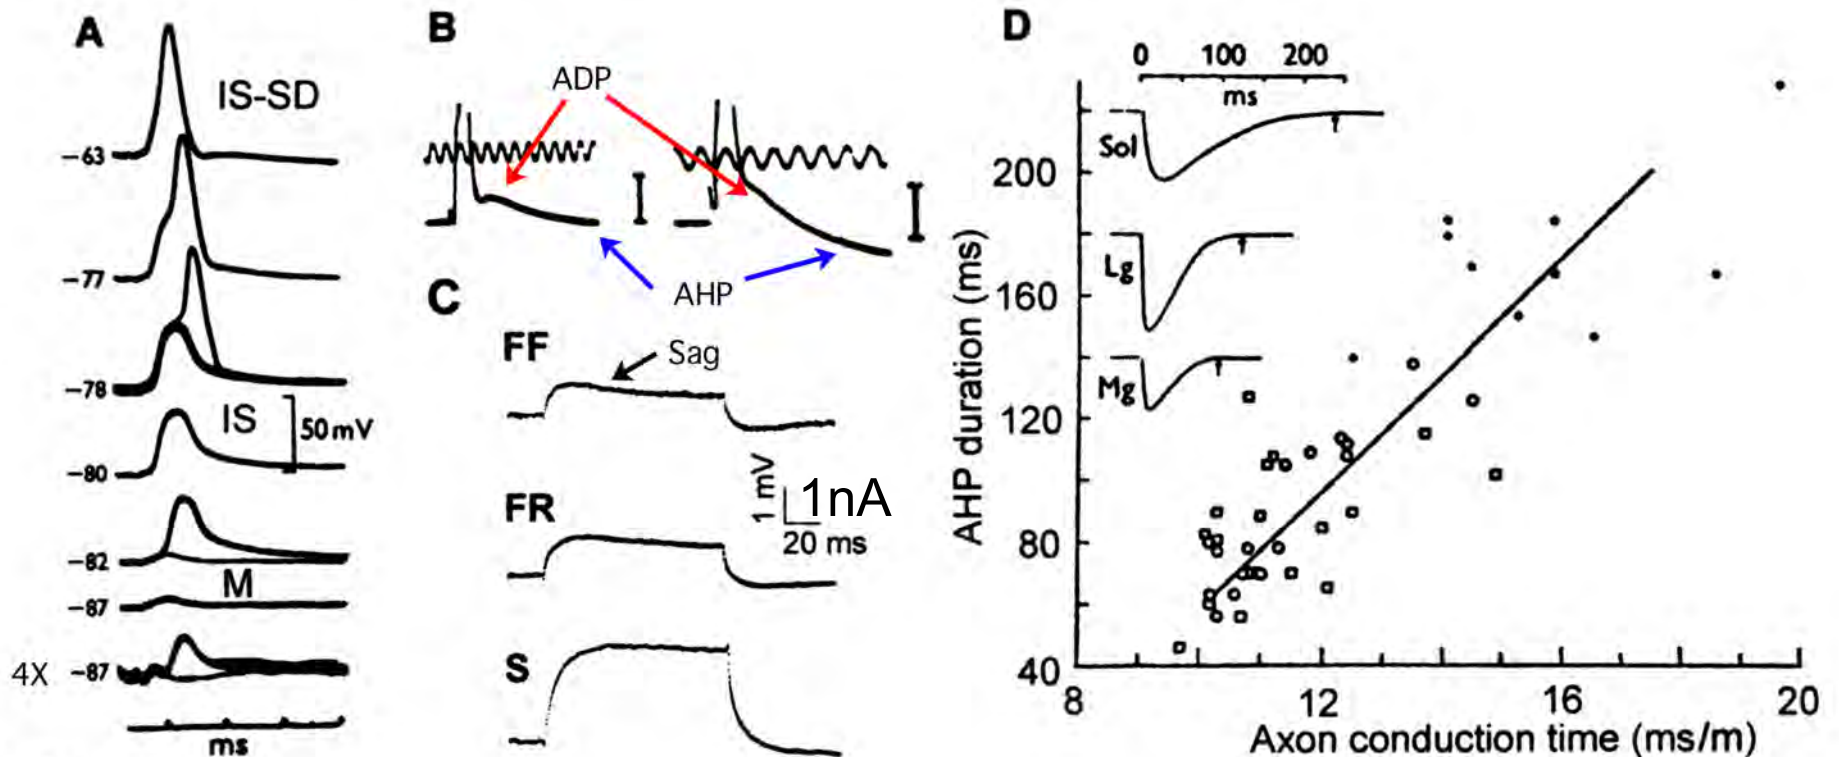 A
IS-SD
-63
-77
-78
IS
50 mV
-80
-82
M
-87
4X -87
ms
B
ADP
AHP
C
FF
Sag
FR
1 mV
1nA
20 ms
S
D
0 100 200
ms
Sol
Lg
Mg
200
160
120
80
40
AHP duration (ms)
8 12 16 20
Axon conduction time (ms/m)